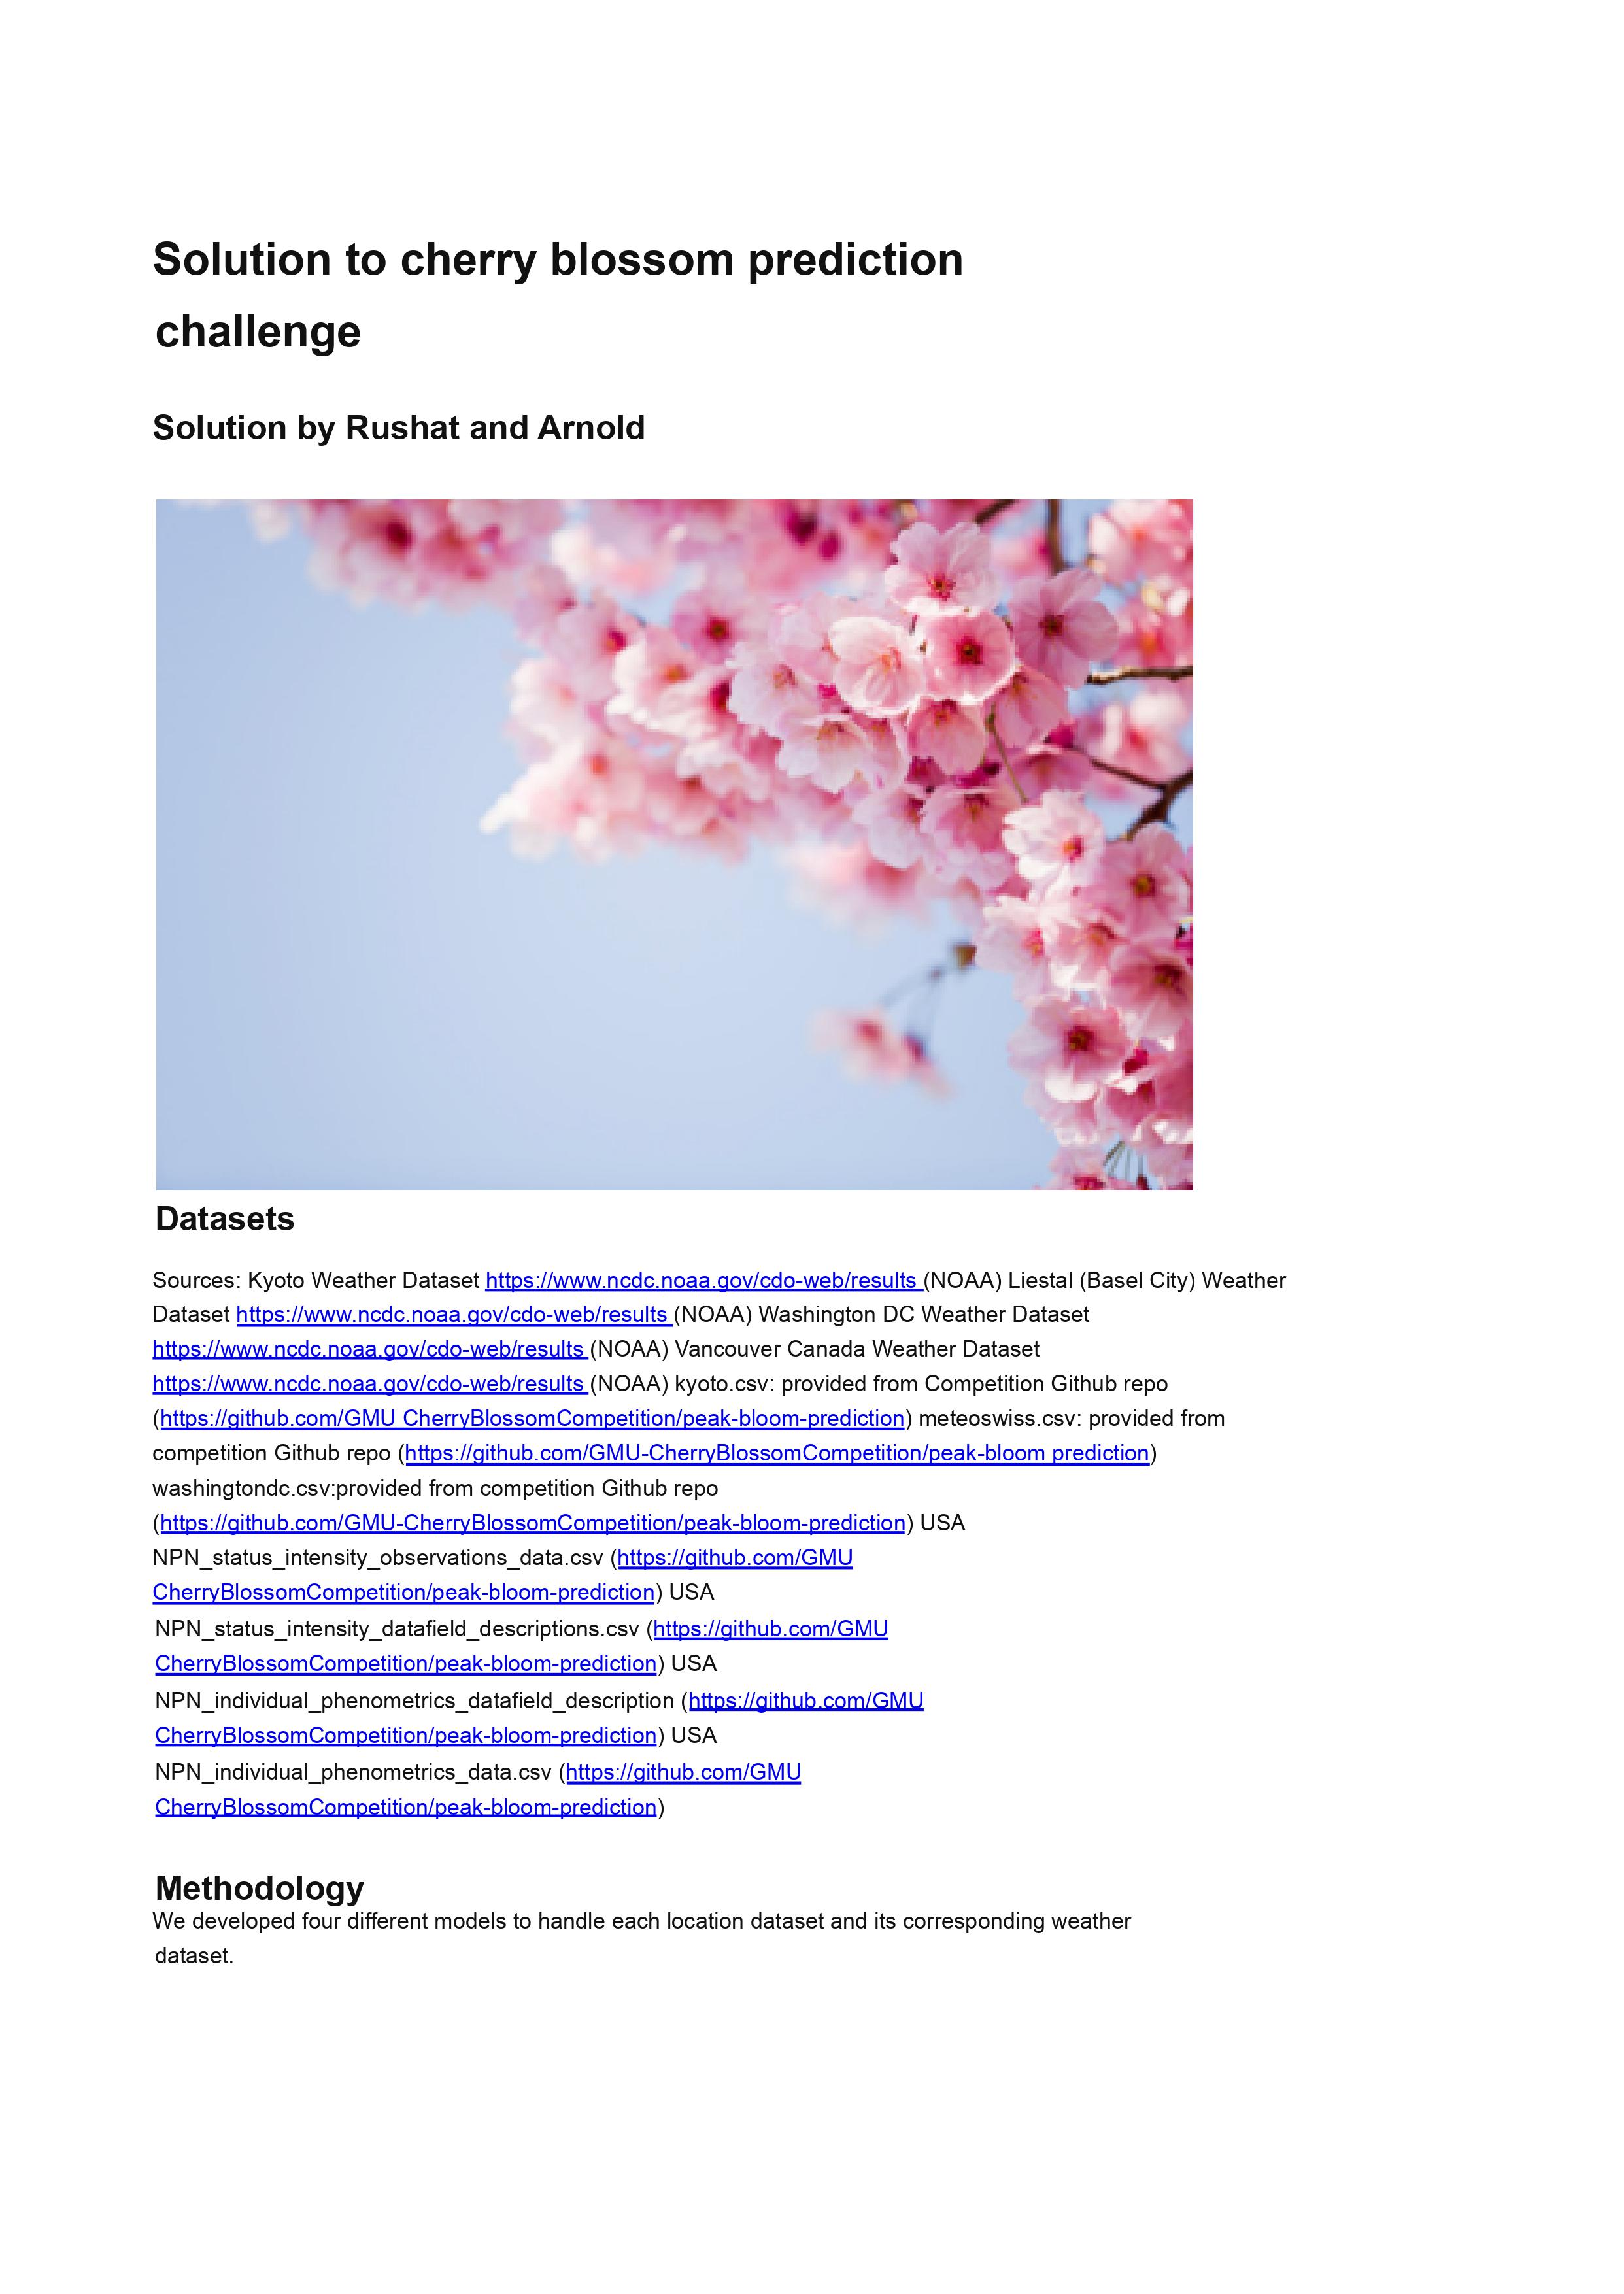 Solution to cherry blossom prediction
challenge
Solution by Rushat and Arnold
Datasets
Sources: Kyoto Weather Dataset https://www.ncdc.noaa.gov/cdo-web/results (NOAA) Liestal (Basel City) Weather
Dataset https://www.ncdc.noaa.gov/cdo-web/results (NOAA) Washington DC Weather Dataset
https://www.ncdc.noaa.gov/cdo-web/results (NOAA) Vancouver Canada Weather Dataset
https://www.ncdc.noaa.gov/cdo-web/results (NOAA) kyoto.csv: provided from Competition Github repo
(https://github.com/GMU CherryBlossomCompetition/peak-bloom-prediction) meteoswiss.csv: provided from
competition Github repo (https://github.com/GMU-CherryBlossomCompetition/peak-bloom prediction)
washingtondc.csv:provided from competition Github repo
(https://github.com/GMU-CherryBlossomCompetition/peak-bloom-prediction) USA
NPN_status_intensity_observations_data.csv (https://github.com/GMU
CherryBlossomCompetition/peak-bloom-prediction) USA
NPN_status_intensity_datafield_descriptions.csv (https://github.com/GMU
CherryBlossomCompetition/peak-bloom-prediction) USA
NPN_individual_phenometrics_datafield_description (https://github.com/GMU
CherryBlossomCompetition/peak-bloom-prediction) USA
NPN_individual_phenometrics_data.csv (https://github.com/GMU
CherryBlossomCompetition/peak-bloom-prediction)
Methodology
We developed four different models to handle each location dataset and its corresponding weather
dataset.